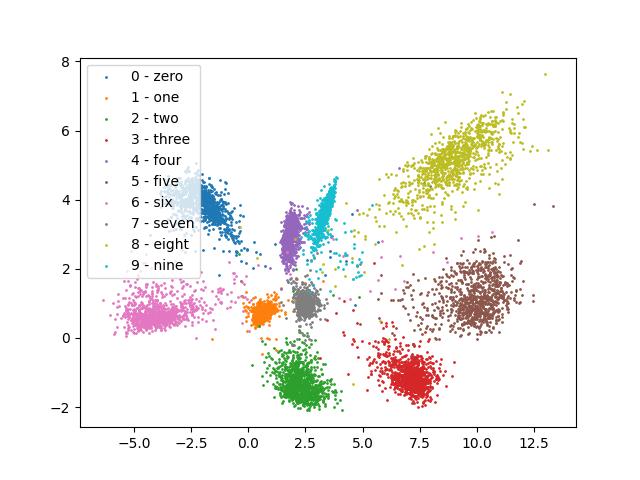 8
6
4
2
0
−2
0 - zero
1 - one
2 - two
3 - three
4 - four
5 - five
6 - six
7 - seven
8 - eight
9 - nine
−5.0 −2.5 0.0 2.5 5.0 7.5 10.0 12.5